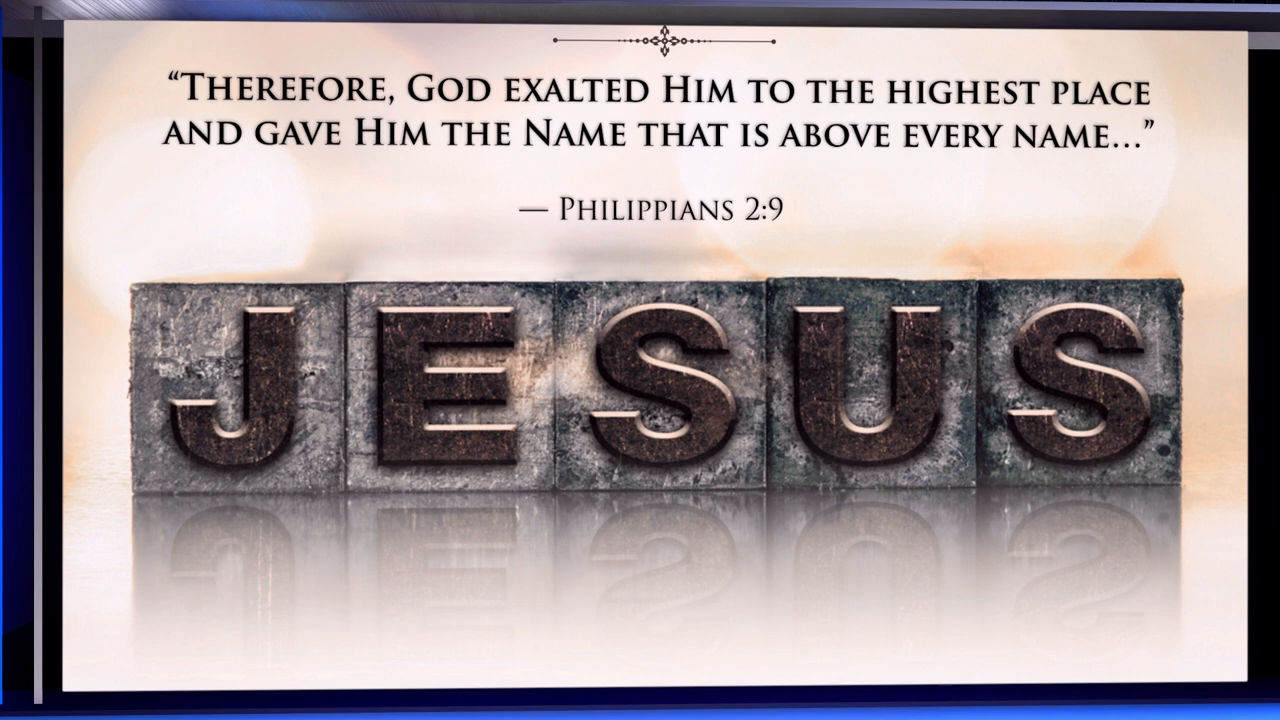 “Therefore, God exalted Him to the highest place
and gave Him the Name that is above every name…”
— Philippians 2:9
JESUS